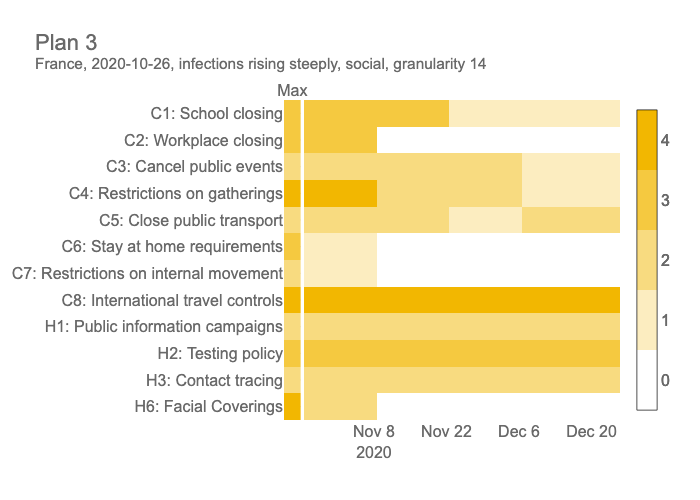 Plan 3
France, 2020-10-26, infections rising steeply, social, granularity 14
Max
C1: School closing
C2: Workplace closing
C3: Cancel public events
C4: Restrictions on gatherings
C5: Close public transport
C6: Stay at home requirements
C7: Restrictions on internal movement
C8: International travel controls
H1: Public information campaigns
H2: Testing policy
H3: Contact tracing
H6: Facial Coverings
Nov 8 Nov 22 Dec 6 Dec 20
2020
4
3
2
1
0